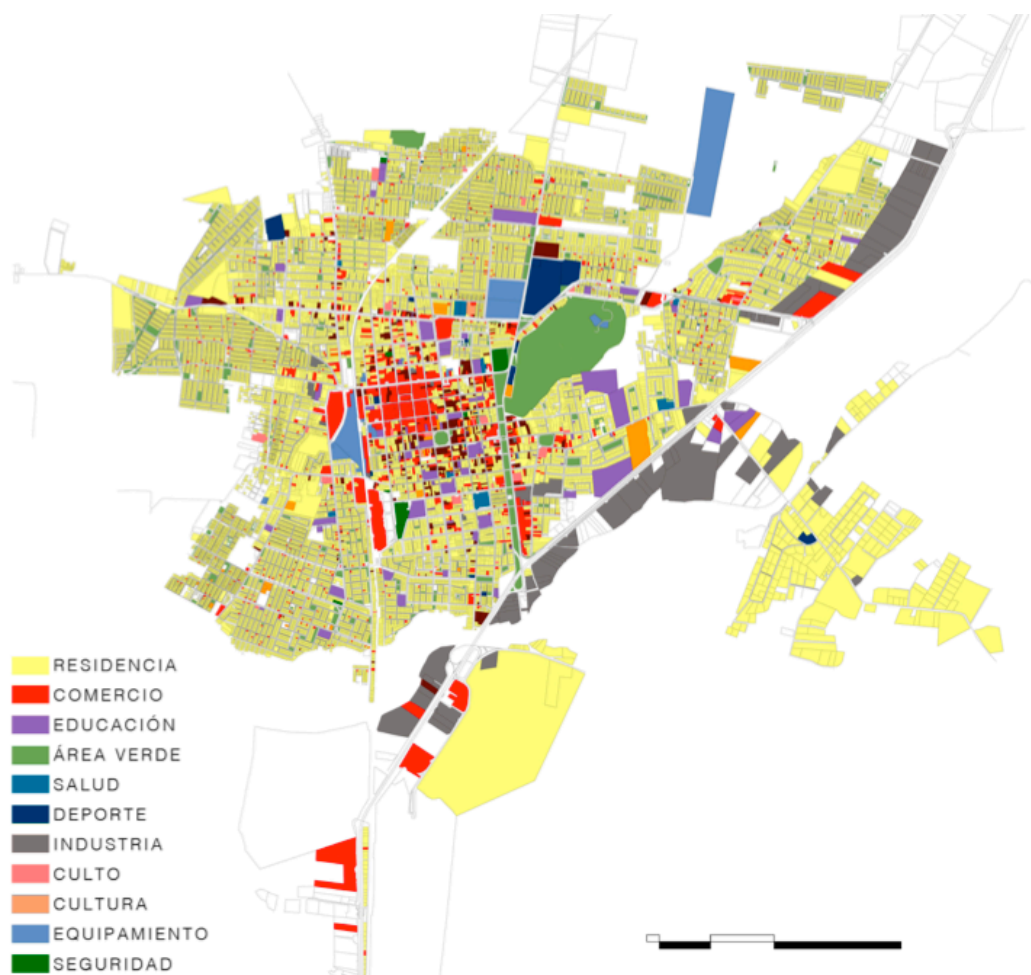 RESIDENCIA
COMERCIO
EDUCACIÓN
ÁREA VERDE
SALUD
DEPORTE
INDUSTRIA
CULTO
CULTURA
EQUIPAMIENTO
SEGURIDAD